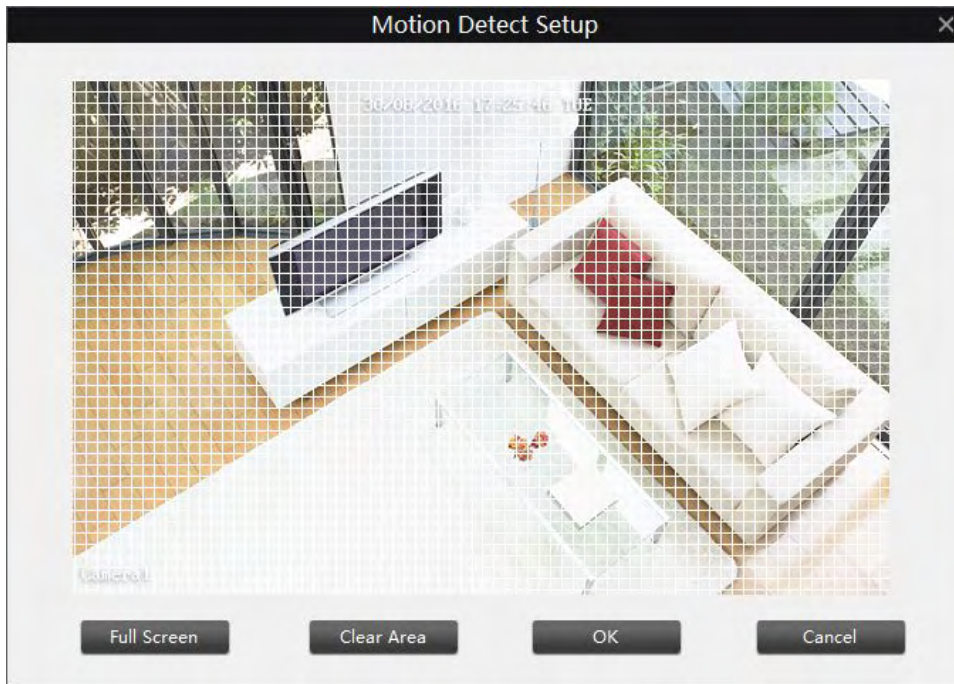 Motion Detect Setup
30/08/2016 17:25:46 TUE
Camera1
Full Screen
Clear Area
OK
Cancel